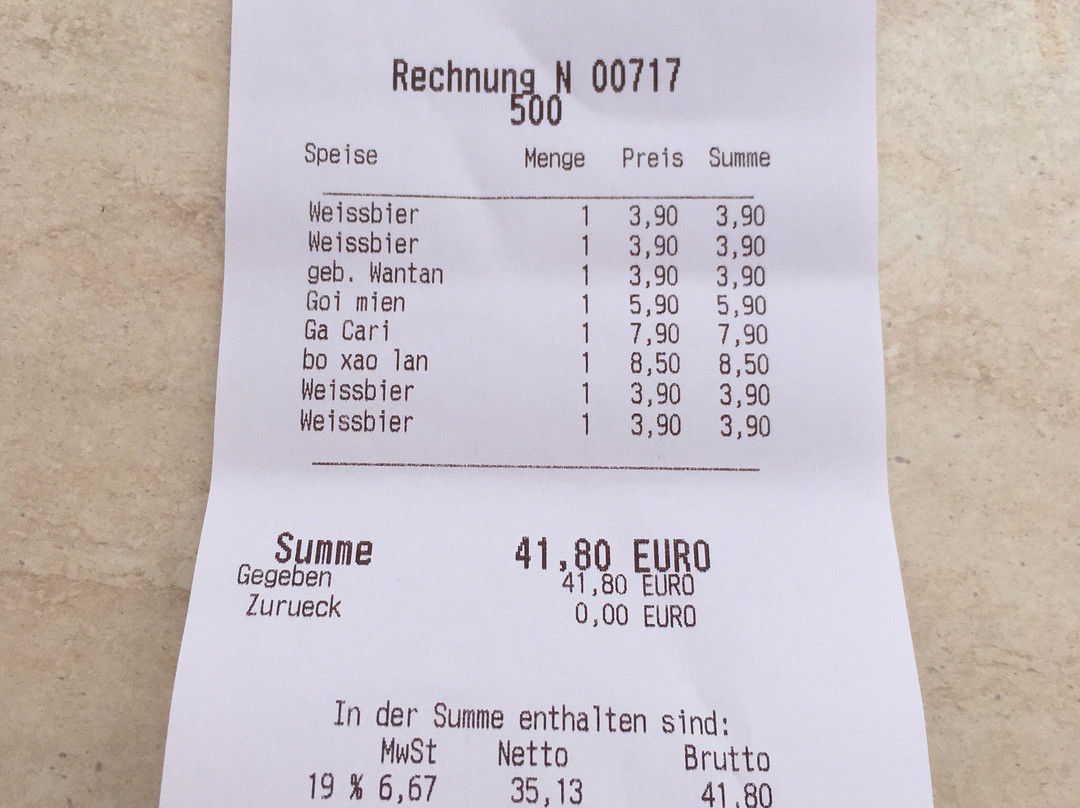 Rechnung N 00717
500
Speise Menge Preis Summe
Weissbier 1 3,90 3,90
Weissbier 1 3,90 3,90
geb. Wantan 1 3,90 3,90
Goi mien 1 5,90 5,90
Ga Cari 1 7,90 7,90
bo xao lan 1 8,50 8,50
Weissbier 1 3,90 3,90
Weissbier 1 3,90 3,90
Summe 41,80 EURO
Gegeben 41,80 EURO
Zurueck 0,00 EURO
In der Summe enthalten sind:
MwSt Netto Brutto
19 % 6,67 35,13 41,80